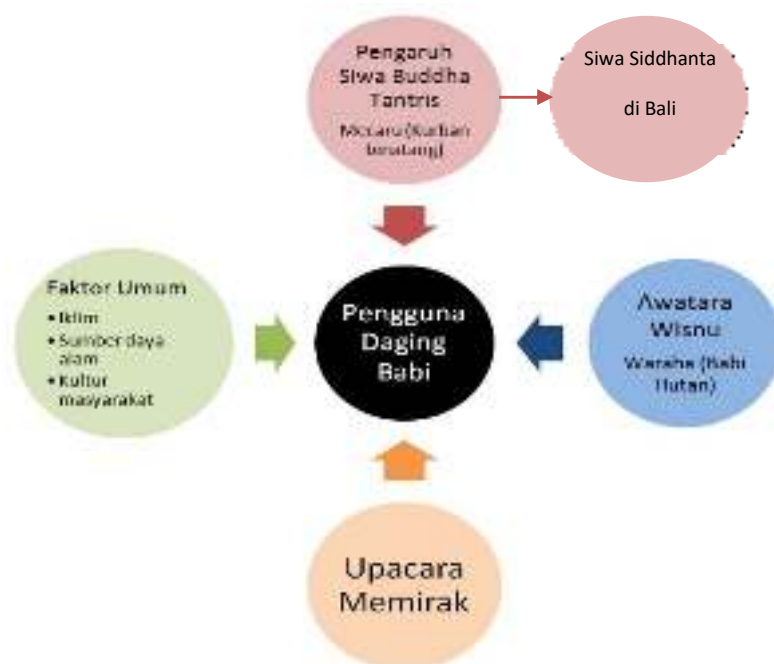 Pengaruh
Siwa Buddha
Tantris
Mecaru (Kurban
binatang)
Siwa Siddhanta
di Bali
Faktor Umum
• Iklim
• Sumber daya
alam
• Kultur
masyarakat
Pengguna
Daging
Babi
Awatara
Wisnu
Waraha (Babi
Hutan)
Upacara
Memirak